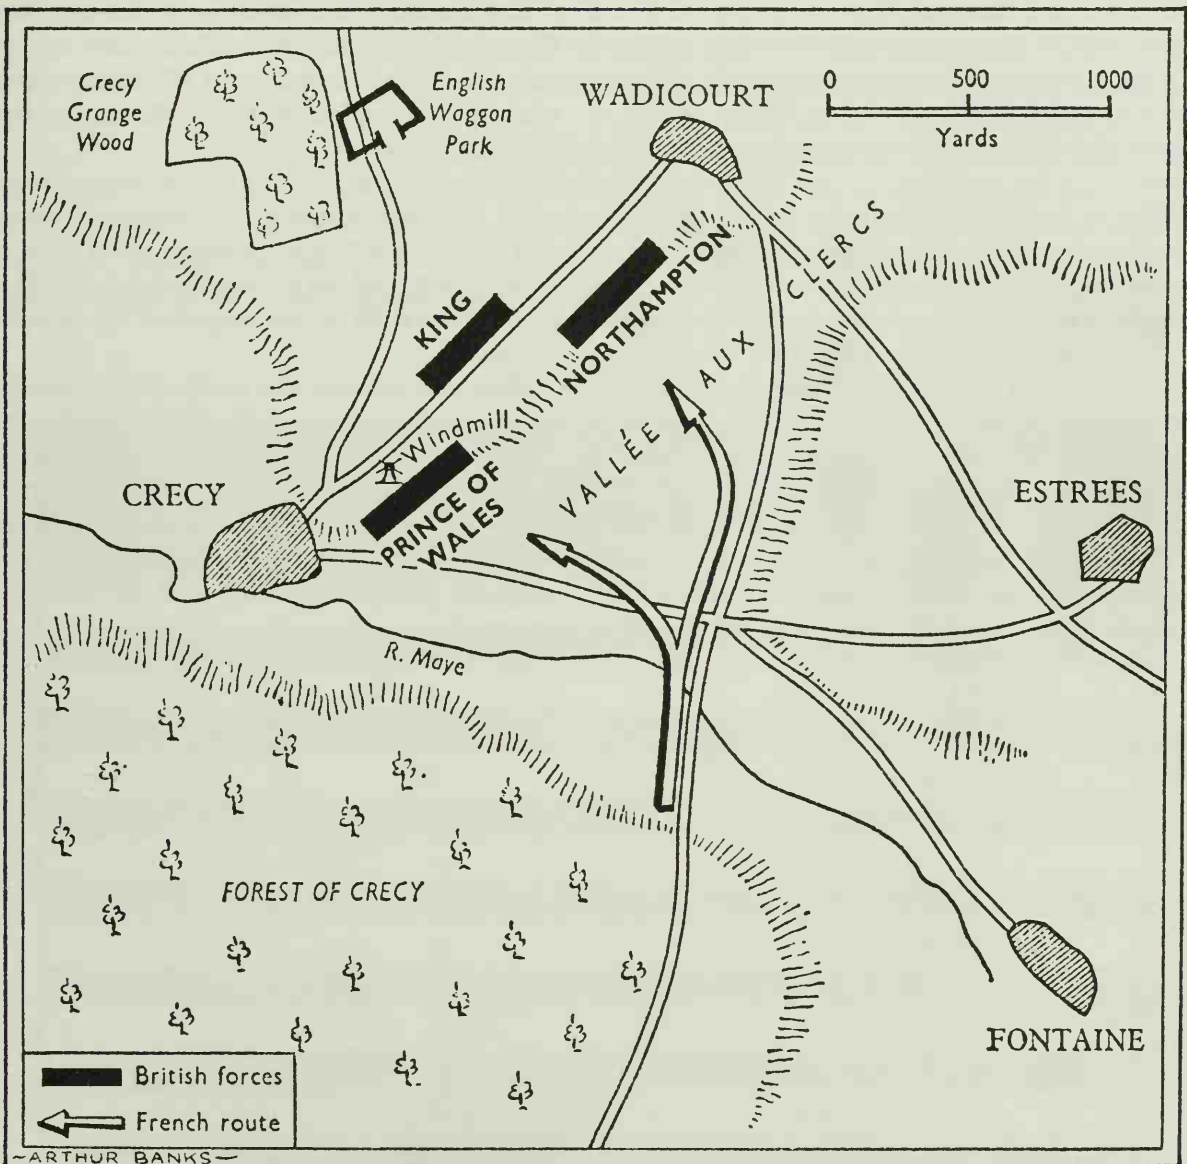 Crecy
Grange
Wood
English
Waggon
Park
WADICOURT
0 500 1000
Yards
CLERCS
KING
NORTHAMPTON
AUX
VALLÉE
Windmill
CRECY
PRINCE OF
WALES
ESTREES
R. Maye
FOREST OF CRECY
FONTAINE
British forces
French route
~ARTHUR BANKS~